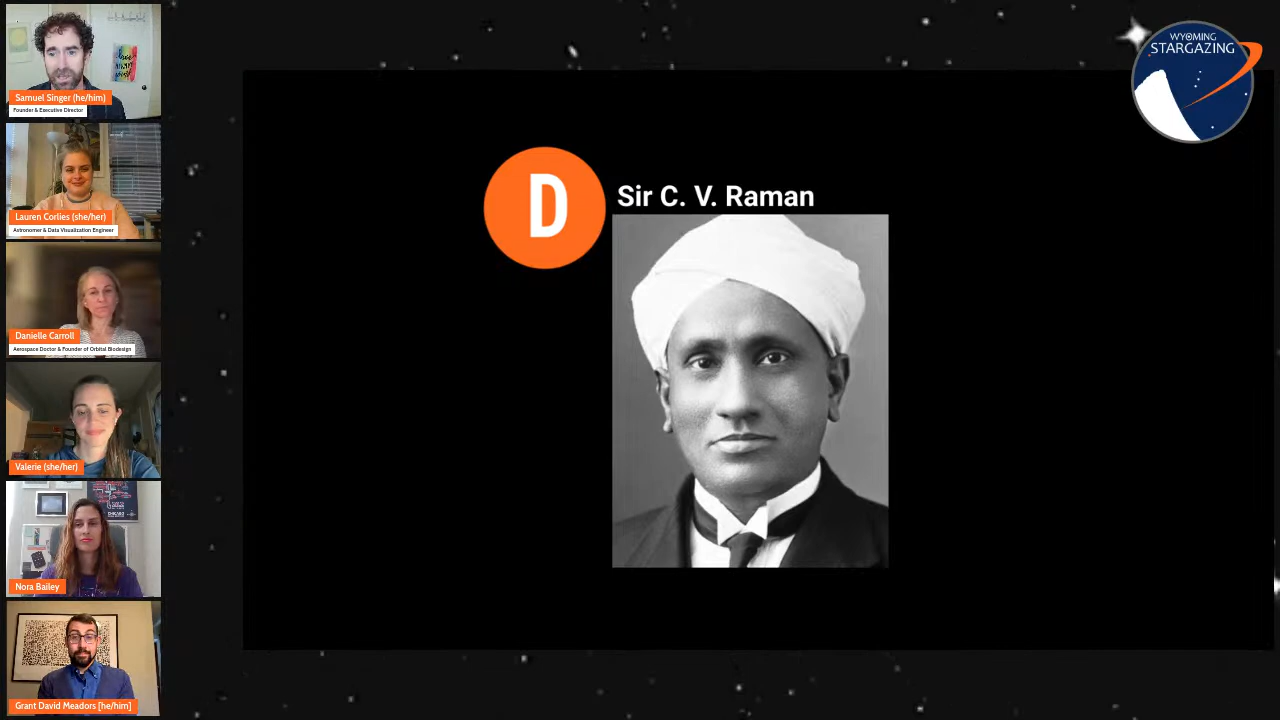 Samuel Singer (he/him)
Founder & Executive Director
Lauren Corlies (she/her)
Astronomer & Data Visualization Engineer
Danielle Carroll
Aerospace Doctor & Founder of Orbital Biodesign
Valerie (she/her)
Nora Bailey
Grant David Meadors [he/him]
D
Sir C. V. Raman
WYOMING
STARGAZING